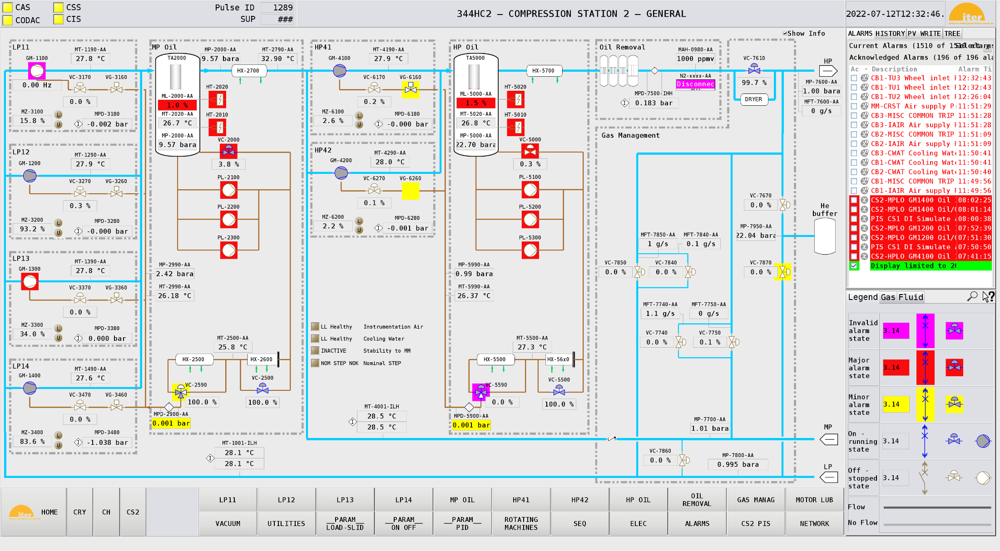 CAS
CODAC
CSS
CIS
Pulse ID 1289
SUP ###
344HC2 – COMPRESSION STATION 2 – GENERAL
2022-07-12T12:32:46.
iter
Show Info
LP11
GM-1100
0.00 Hz
MT-1190-AA
27.8 °C
VC-3170
0.0 %
VG-3160
MZ-3100
15.8 %
L
U
MPD-3180
I
-0.002 bar
LP12
GM-1200
MT-1290-AA
27.9 °C
VC-3270
0.3 %
VG-3260
MZ-3200
93.2 %
L
U
MPD-3280
I
-0.000 bar
LP13
GM-1300
MT-1390-AA
27.8 °C
VC-3370
0.0 %
VG-3360
MZ-3300
34.0 %
L
U
MPD-3380
I
0.000 bar
LP14
GM-1400
MT-1490-AA
27.6 °C
VC-3470
0.0 %
VG-3460
MZ-3400
83.6 %
L
U
MPD-3480
I
-1.038 bar
MP Oil
TA2000
MP-2000-AA
9.57 bara
MT-2790-AA
32.90 °C
HX-2700
ML-2000-AA
1.0 %
MT-2020-AA
26.7 °C
MP-2000-AA
9.57 bara
HT-2020
HT-2010
VC-2000
3.8 %
PL-2100
PL-2200
PL-2300
MP-2990-AA
2.42 bara
MT-2990-AA
26.18 °C
MT-2500-AA
25.8 °C
HX-2500
HX-2600
VC-2590
100.0 %
VC-2500
100.0 %
MPD-2900-AA
0.001 bar
MT-1001-ILH
I
28.1 °C
28.1 °C
HP41
GM-4100
MT-4190-AA
27.9 °C
VC-6170
0.2 %
VG-6160
MZ-6100
2.6 %
L
U
MPD-6180
I
-0.000 bar
HP42
GM-4200
MT-4290-AA
28.0 °C
VC-6270
0.1 %
VG-6260
MZ-6200
2.2 %
L
U
MPD-6280
I
-0.001 bar
LL Healthy Instrumentation Air
LL Healthy Cooling Water
INACTIVE Stability to MM
NOM STEP NOK Nominal STEP
MT-4001-ILH
I
28.5 °C
28.5 °C
HP Oil
TA5000
HX-5700
ML-5000-AA
1.5 %
MT-5020-AA
26.8 °C
MP-5000-AA
22.70 bara
HT-5020
HT-5010
VC-5000
0.3 %
PL-5100
PL-5200
PL-5300
MP-5990-AA
0.99 bara
MT-5990-AA
26.37 °C
MT-5500-AA
27.3 °C
HX-5500
HX-56x0
VC-5590
0.0 %
VC-5500
100.0 %
NPD-5900-AA
0.001 bar
Oil Removal
MAH-0980-AA
1000 ppmv
N2-xxxx-AA
Disconnec
MPD-7500-IHH
I
0.183 bar
VC-7610
99.7 %
DRYER
HP
MP-7600-AA
1.00 bara
MFT-7600-AA
0 g/s
Gas Management
VC-7670
0.0 %
He
buffer
MP-7950-AA
22.04 bara
MFT-7850-AA
1 g/s
MFT-7840-AA
0.1 g/s
VC-7850
0.0 %
VC-7840
0.0 %
VC-7870
0.0 %
MFT-7740-AA
1.1 g/s
MFT-7750-AA
0 g/s
VC-7740
0.0 %
VC-7750
0.1 %
MP-7700-AA
1.01 bara
MP
VC-7860
0.0 %
MP-7800-AA
0.995 bara
LP
ALARMS HISTORY PV WRITE TREE
Current Alarms (1510 of 1510
Acknowledged Alarms (196 of 196 ala
Ac Description Alarm Ti
CB1-TU3 Wheel inlet 12:32:43
CB1-TU1 Wheel inlet 12:32:43
CB1-TU2 Wheel inlet 12:26:04
MM-CRST Air supply P 11:51:29
CB3-MISC COMMON TRIP 11:51:28
CB3-IAIR Air supply 11:51:28
CB2-MISC COMMON TRIP 11:51:09
CB2-IAIR Air supply 11:51:09
CB3-CWAT Cooling Wat 11:50:41
CB1-CWAT Cooling Wat 11:50:41
CB2-CWAT Cooling Wat 11:50:40
CB1-MISC COMMON TRIP 11:49:56
CB1-IAIR Air supply 11:49:56
CS2-MPLO GM1400 Oil 08:02:25
CS2-MPLO GM1400 Oil/ 08:01:14
PIS CS1 DI Simulate 08:00:38
CS2-MPLO GM1200 Oil 07:52:39
CS2-MPLO GM1200 Oil/ 07:51:30
PIS CS1 DI Simulate 07:50:50
CS2-HPLO GM4100 Oil 07:41:15
Display limited to 20
Legend Gas Fluid
?
Invalid
alarm
state
3.14
Major
alarm
state
3.14
Minor
alarm
state
3.14
On -
running
state
3.14
Off -
stopped
state
3.14
Flow
No Flow
iter
HOME CRY CH CS2
LP11 LP12 LP13 LP14 MP OIL HP41 HP42 HP OIL OIL REMOVAL GAS MANAG MOTOR LUB
VACUUM UTILITIES __PARAM__ LOAD-SLID __PARAM__ ON OFF __PARAM__ PID ROTATING MACHINES SEQ ELEC ALARMS CS2 PIS NETWORK